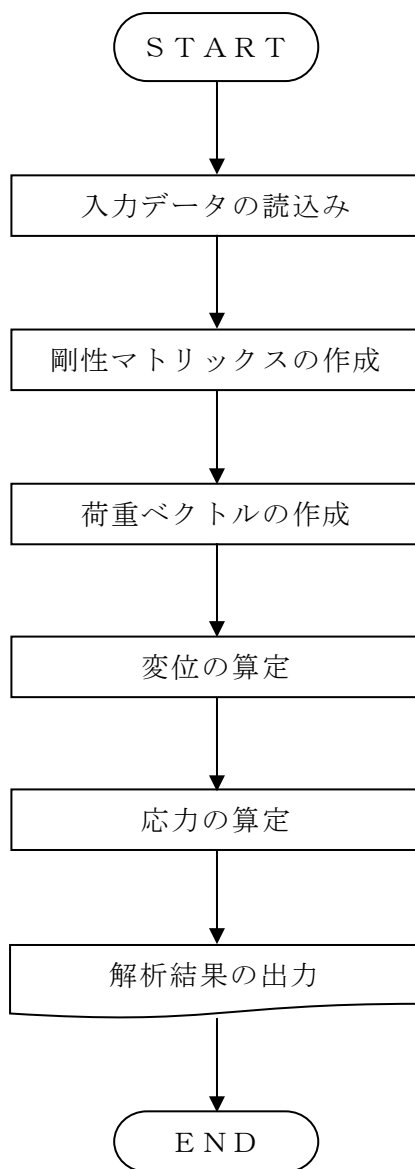 ＳＴＡＲＴ
入力データの読込み
剛性マトリックスの作成
荷重ベクトルの作成
変位の算定
応力の算定
解析結果の出力
ＥＮＤ